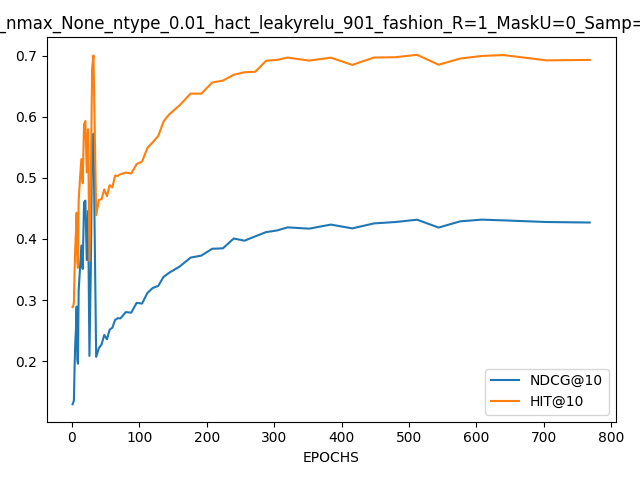 _nmax_None_ntype_0.01_hact_leakyrelu_901_fashion_R=1_MaskU=0_Samp=
0.7
0.6
0.5
0.4
0.3
0.2
NDCG@10
HIT@10
0 100 200 300 400 500 600 700 800
EPOCHS